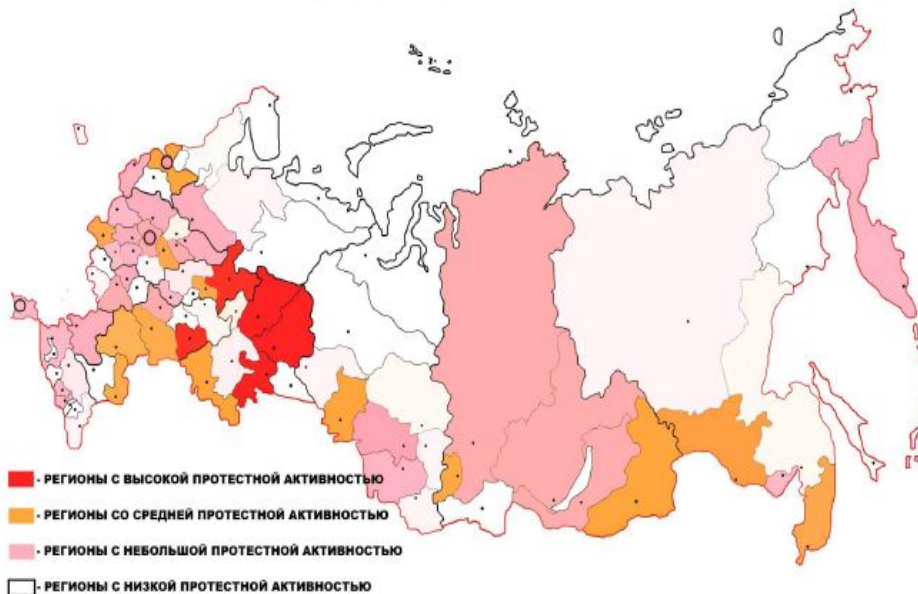 - РЕГИОНЫ С ВЫСОКОЙ ПРОТЕСТНОЙ АКТИВНОСТЬЮ
- РЕГИОНЫ СО СРЕДНЕЙ ПРОТЕСТНОЙ АКТИВНОСТЬЮ
- РЕГИОНЫ С НЕБОЛЬШОЙ ПРОТЕСТНОЙ АКТИВНОСТЬЮ
- РЕГИОНЫ С НИЗКОЙ ПРОТЕСТНОЙ АКТИВНОСТЬЮ